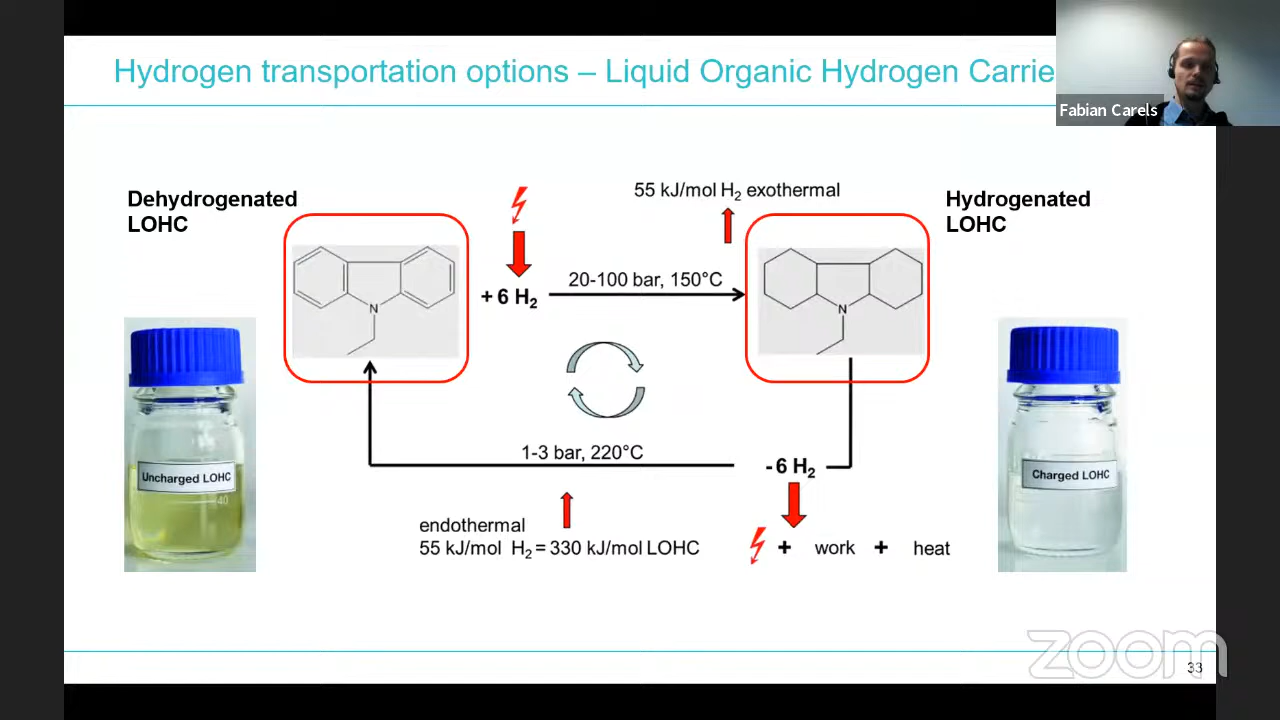 Hydrogen transportation options – Liquid Organic Hydrogen Carrie
Fabian Carels
Dehydrogenated
LOHC
55 kJ/mol H₂ exothermal
Hydrogenated
LOHC
+ 6 H₂
20-100 bar, 150°C
N
N
1-3 bar, 220°C
- 6 H₂
Uncharged LOHC
40
Charged LOHC
endothermal
55 kJ/mol H₂ = 330 kJ/mol LOHC
+ work + heat
zoom
33